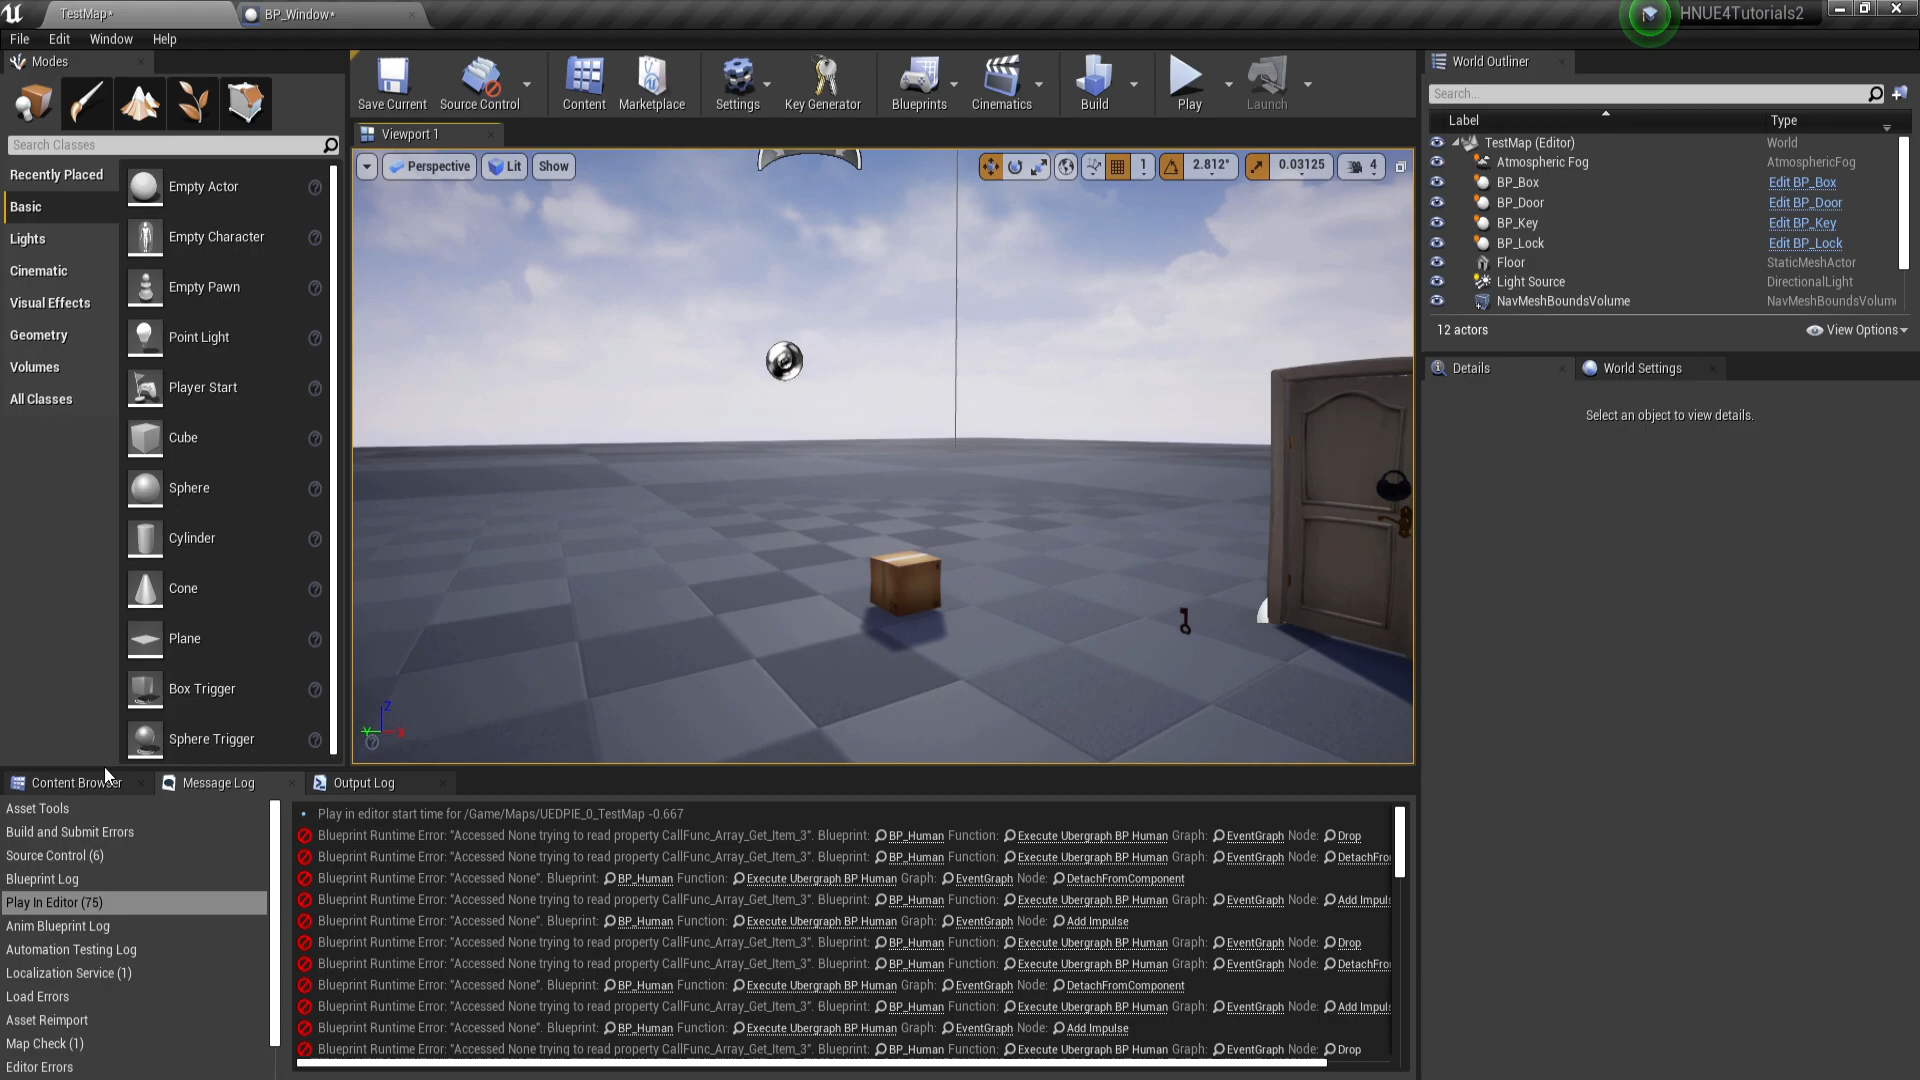 TestMap*
BP_Window*
HNUE4Tutorials2
File Edit Window Help
Modes
Search Classes
Recently Placed
Basic
Lights
Cinematic
Visual Effects
Geometry
Volumes
All Classes
Empty Actor
Empty Character
Empty Pawn
Point Light
Player Start
Cube
Sphere
Cylinder
Cone
Plane
Box Trigger
Sphere Trigger
Save Current Source Control Content Marketplace Settings Key Generator Blueprints Cinematics Build Play Launch
Viewport 1
Perspective Lit Show 1 2.812° 0.03125 4
Z
Y X
World Outliner
Search...
Label Type
TestMap (Editor) World
Atmospheric Fog AtmosphericFog
BP_Box Edit BP_Box
BP_Door Edit BP_Door
BP_Key Edit BP_Key
BP_Lock Edit BP_Lock
Floor StaticMeshActor
Light Source DirectionalLight
NavMeshBoundsVolume NavMeshBoundsVolume
12 actors View Options
Details World Settings
Select an object to view details.
Content Browser Message Log Output Log
Asset Tools
Build and Submit Errors
Source Control (6)
Blueprint Log
Play In Editor (75)
Anim Blueprint Log
Automation Testing Log
Localization Service (1)
Load Errors
Asset Reimport
Map Check (1)
Editor Errors
Play in editor start time for /Game/Maps/UEDPIE_0_TestMap -0.667
Blueprint Runtime Error: "Accessed None trying to read property CallFunc_Array_Get_Item_3". Blueprint: BP_Human Function: Execute Ubergraph BP Human Graph: EventGraph Node: Drop
Blueprint Runtime Error: "Accessed None trying to read property CallFunc_Array_Get_Item_3". Blueprint: BP_Human Function: Execute Ubergraph BP Human Graph: EventGraph Node: DetachFro
Blueprint Runtime Error: "Accessed None". Blueprint: BP_Human Function: Execute Ubergraph BP Human Graph: EventGraph Node: DetachFromComponent
Blueprint Runtime Error: "Accessed None trying to read property CallFunc_Array_Get_Item_3". Blueprint: BP_Human Function: Execute Ubergraph BP Human Graph: EventGraph Node: Add Impuls
Blueprint Runtime Error: "Accessed None". Blueprint: BP_Human Function: Execute Ubergraph BP Human Graph: EventGraph Node: Add Impulse
Blueprint Runtime Error: "Accessed None trying to read property CallFunc_Array_Get_Item_3". Blueprint: BP_Human Function: Execute Ubergraph BP Human Graph: EventGraph Node: Drop
Blueprint Runtime Error: "Accessed None trying to read property CallFunc_Array_Get_Item_3". Blueprint: BP_Human Function: Execute Ubergraph BP Human Graph: EventGraph Node: DetachFro
Blueprint Runtime Error: "Accessed None". Blueprint: BP_Human Function: Execute Ubergraph BP Human Graph: EventGraph Node: DetachFromComponent
Blueprint Runtime Error: "Accessed None trying to read property CallFunc_Array_Get_Item_3". Blueprint: BP_Human Function: Execute Ubergraph BP Human Graph: EventGraph Node: Add Impuls
Blueprint Runtime Error: "Accessed None". Blueprint: BP_Human Function: Execute Ubergraph BP Human Graph: EventGraph Node: Add Impulse
Blueprint Runtime Error: "Accessed None trying to read property CallFunc_Array_Get_Item_3". Blueprint: BP_Human Function: Execute Ubergraph BP Human Graph: EventGraph Node: Drop